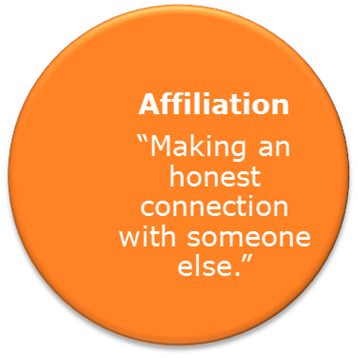 Affiliation
“Making an
honest
connection
with someone
else.”